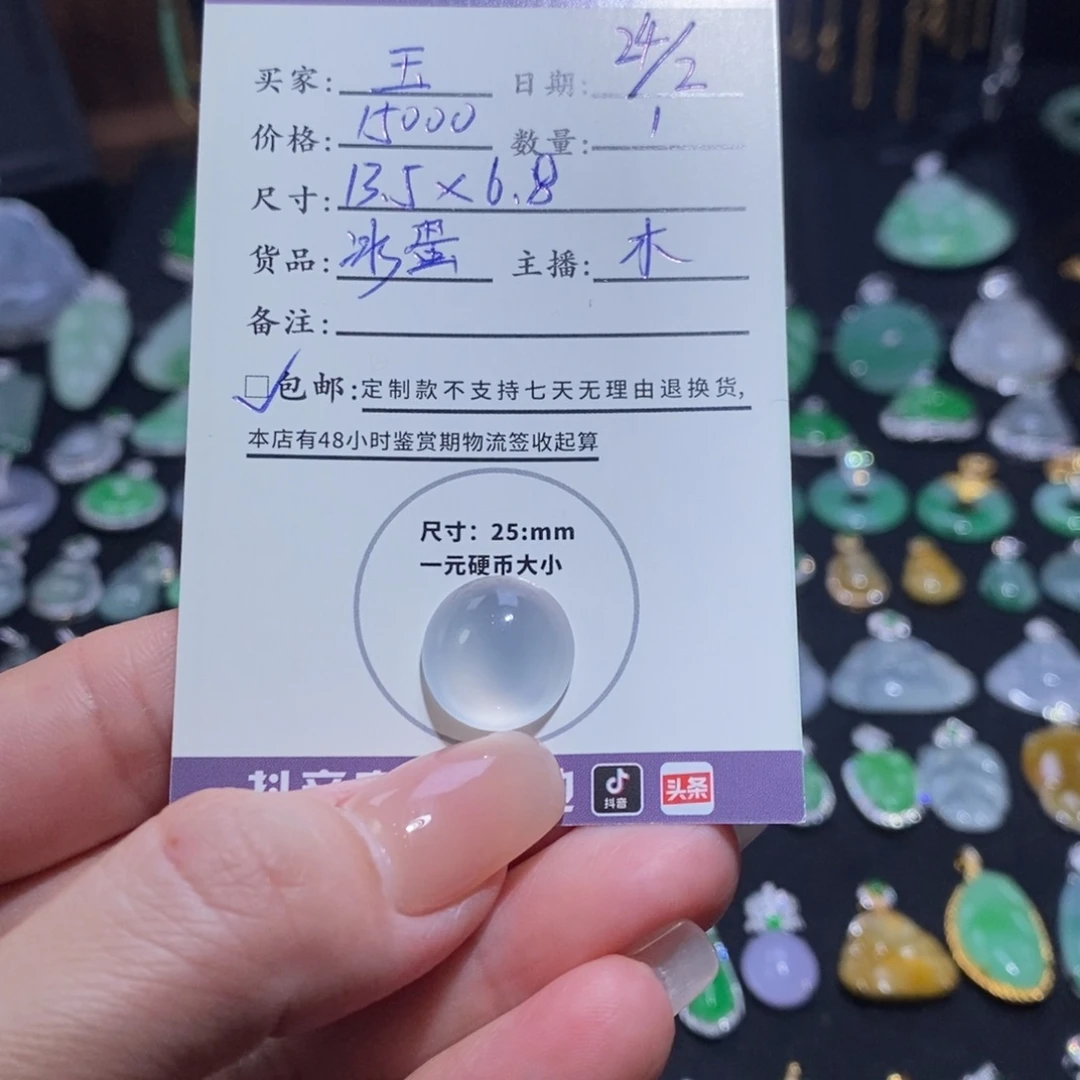 买家: 玉 日期: 24/2
价格: 15000 数量: 1
尺寸: 13.5×6.8
货品: 冰蛋 主播: 木
备注:
包邮: 定制款不支持七天无理由退换货,
本店有48小时鉴赏期物流签收起算
尺寸: 25:mm
一元硬币大小
抖音 抖音 头条